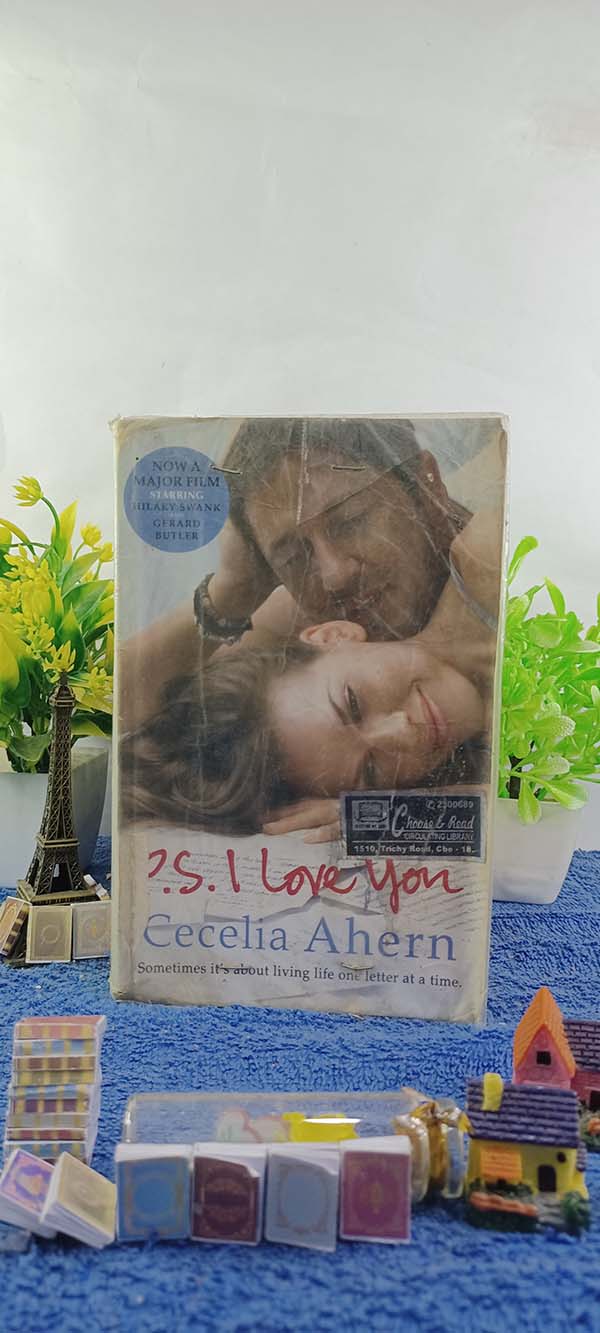 NOW A
MAJOR FILM
STARRING
HILARY SWANK
GERARD
BUTLER
✆ 2300689
Choose & Read
CIRCULATING LIBRARY
1510, Trichy Road, Cbe - 18.
P.S. I Love You
Cecelia Ahern
Sometimes it's about living life one letter at a time.